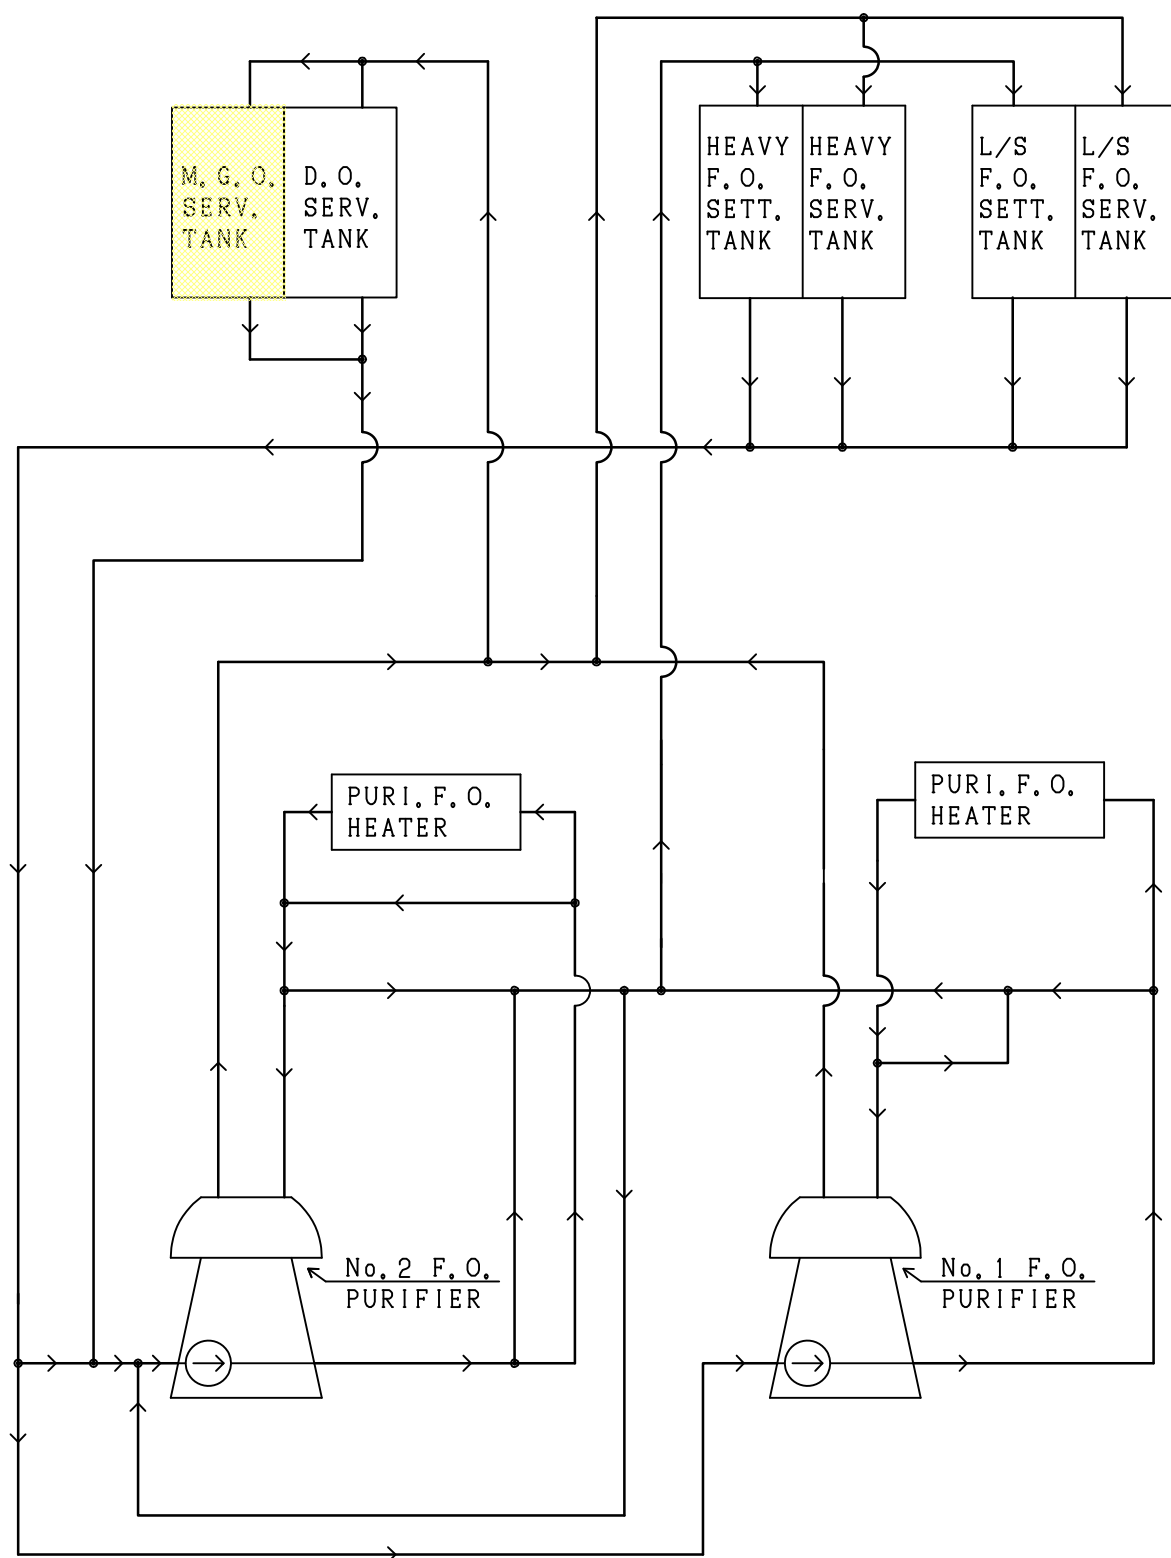 M.G.O.
SERV.
TANK
D.O.
SERV.
TANK
HEAVY
F.O.
SETT.
TANK
HEAVY
F.O.
SERV.
TANK
L/S
F.O.
SETT.
TANK
L/S
F.O.
SERV.
TANK
PURI.F.O.
HEATER
PURI.F.O.
HEATER
No.2 F.O.
PURIFIER
No.1 F.O.
PURIFIER